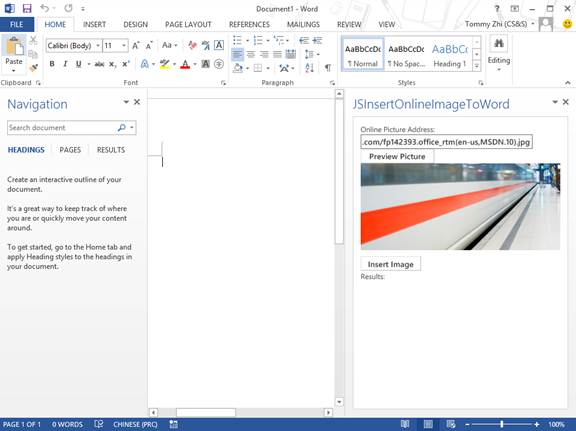 Document1 - Word
FILE HOME INSERT DESIGN PAGE LAYOUT REFERENCES MAILINGS REVIEW VIEW Tommy Zhi (CS&S)
Paste
Calibri (Body) 11
AaBbCcDc AaBbCcDc AaBbCc
¶ Normal ¶ No Spac... Heading 1
Editing
Clipboard Font Paragraph Styles
Navigation
Search document
HEADINGS PAGES RESULTS
Create an interactive outline of your
document.
It's a great way to keep track of where
you are or quickly move your content
around.
To get started, go to the Home tab and
apply Heading styles to the headings in
your document.
JSInsertOnlineImageToWord
Online Picture Address:
.com/fp142393.office_rtm(en-us,MSDN.10).jpg
Preview Picture
Insert Image
Results:
PAGE 1 OF 1 0 WORDS CHINESE (PRC) 100%